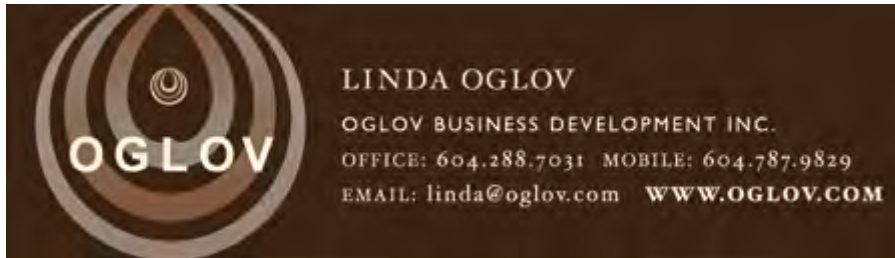 OGLOV
LINDA OGLOV
OGLOV BUSINESS DEVELOPMENT INC.
OFFICE: 604.288.7031 MOBILE: 604.787.9829
EMAIL: linda@oglov.com WWW.OGLOV.COM